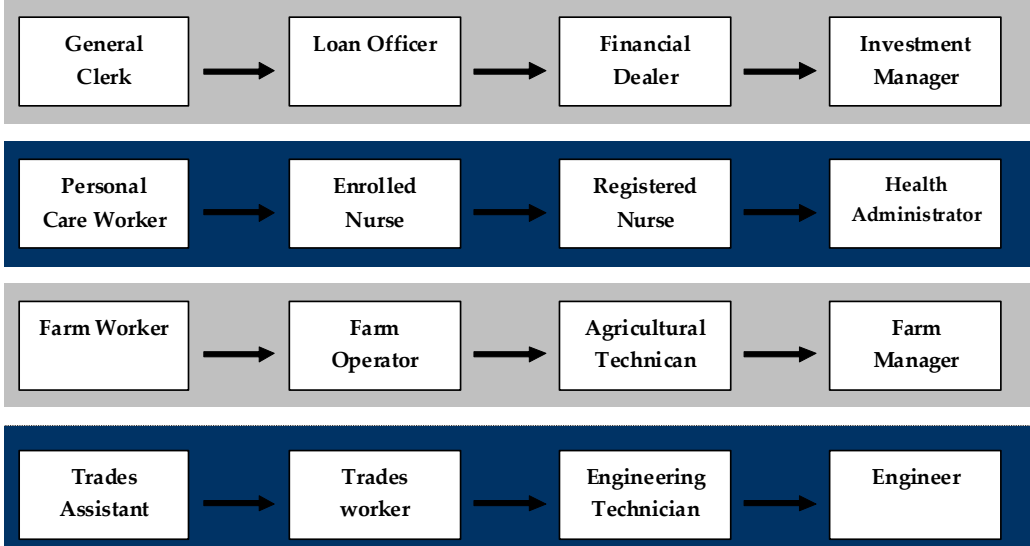 General
Clerk
Loan Officer
Financial
Dealer
Investment
Manager
Personal
Care Worker
Enrolled
Nurse
Registered
Nurse
Health
Administrator
Farm Worker
Farm
Operator
Agricultural
Technican
Farm
Manager
Trades
Assistant
Trades
worker
Engineering
Technician
Engineer